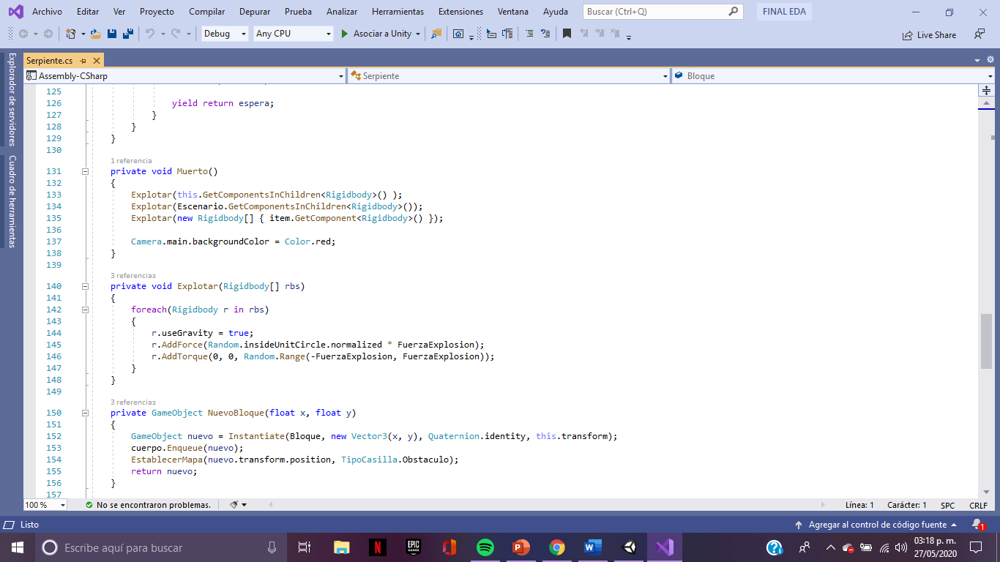 Archivo Editar Ver Proyecto Compilar Depurar Prueba Analizar Herramientas Extensiones Ventana Ayuda Buscar (Ctrl+Q) FINAL EDA
Debug Any CPU Asociar a Unity Live Share
Explorador de servidores
Cuadro de herramientas
Serpiente.cs
Assembly-CSharp Serpiente Bloque
125
126 yield return espera;
127 }
128 }
129 }
130
1 referencia
131 private void Muerto()
132 {
133 Explotar(this.GetComponentsInChildren<Rigidbody>() );
134 Explotar(Escenario.GetComponentsInChildren<Rigidbody>());
135 Explotar(new Rigidbody[] { item.GetComponent<Rigidbody>() });
136
137 Camera.main.backgroundColor = Color.red;
138 }
139
3 referencias
140 private void Explotar(Rigidbody[] rbs)
141 {
142 foreach(Rigidbody r in rbs)
143 {
144 r.useGravity = true;
145 r.AddForce(Random.insideUnitCircle.normalized * FuerzaExplosion);
146 r.AddTorque(0, 0, Random.Range(-FuerzaExplosion, FuerzaExplosion));
147 }
148 }
149
3 referencias
150 private GameObject NuevoBloque(float x, float y)
151 {
152 GameObject nuevo = Instantiate(Bloque, new Vector3(x, y), Quaternion.identity, this.transform);
153 cuerpo.Enqueue(nuevo);
154 EstablecerMapa(nuevo.transform.position, TipoCasilla.Obstaculo);
155 return nuevo;
156 }
157
100 % No se encontraron problemas. Línea: 1 Carácter: 1 SPC CRLF
Listo Agregar al control de código fuente 1
Escribe aquí para buscar
N EPIC GAMES P W
03:18 p. m.
27/05/2020